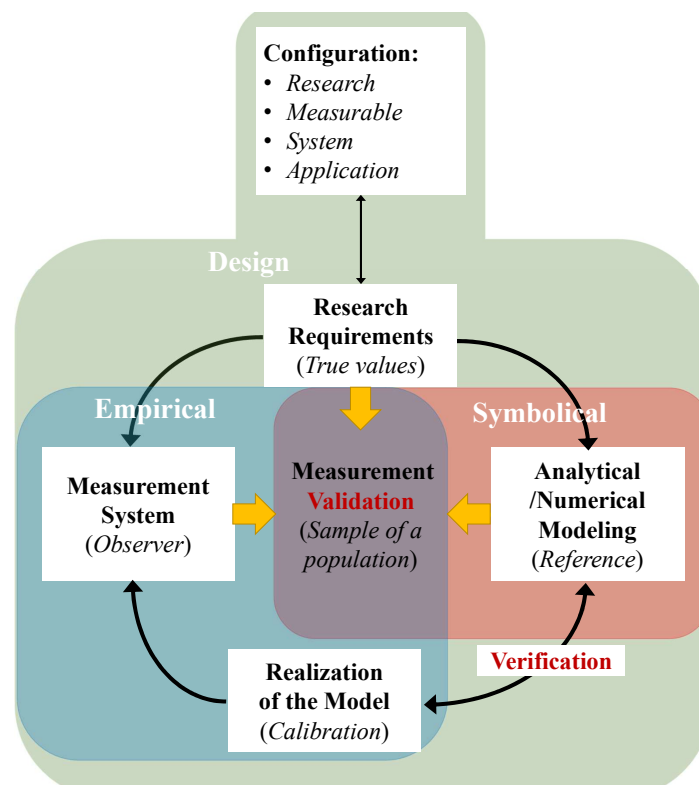 Configuration:
• Research
• Measurable
• System
• Application
Design
Research
Requirements
(True values)
Empirical
Symbolical
Measurement
System
(Observer)
Measurement
Validation
(Sample of a
population)
Analytical
/Numerical
Modeling
(Reference)
Verification
Realization
of the Model
(Calibration)